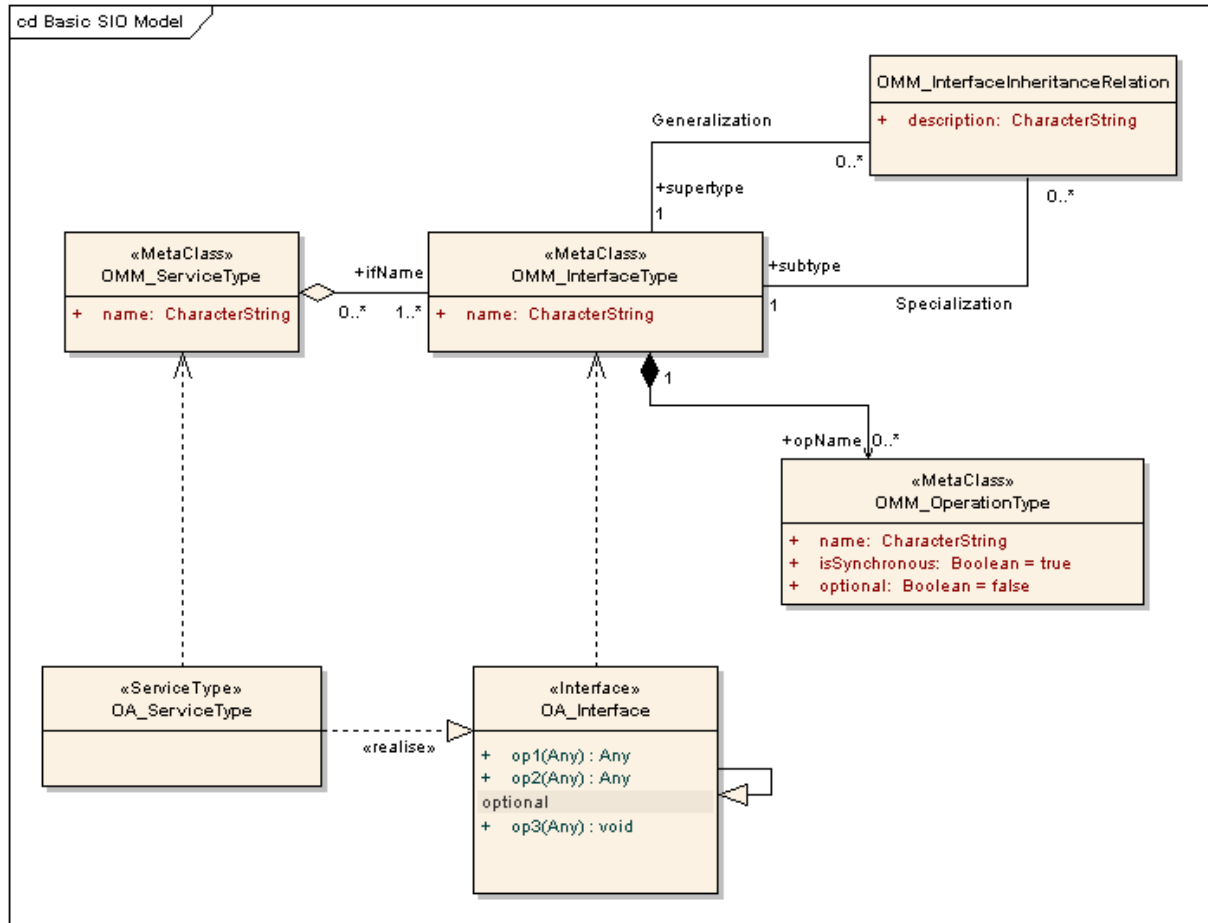 cd Basic SIO Model
OMM_InterfaceInheritanceRelation
+ description: CharacterString
Generalization
0..*
0..*
+supertype
1
«MetaClass»
OMM_ServiceType
+ name: CharacterString
+ifName
0..*
1..*
«MetaClass»
OMM_InterfaceType
+ name: CharacterString
+subtype
1
Specialization
1
+opName
0..*
«MetaClass»
OMM_OperationType
+ name: CharacterString
+ isSynchronous: Boolean = true
+ optional: Boolean = false
«ServiceType»
OA_ServiceType
«realise»
«Interface»
OA_Interface
+ op1(Any) : Any
+ op2(Any) : Any
optional
+ op3(Any) : void